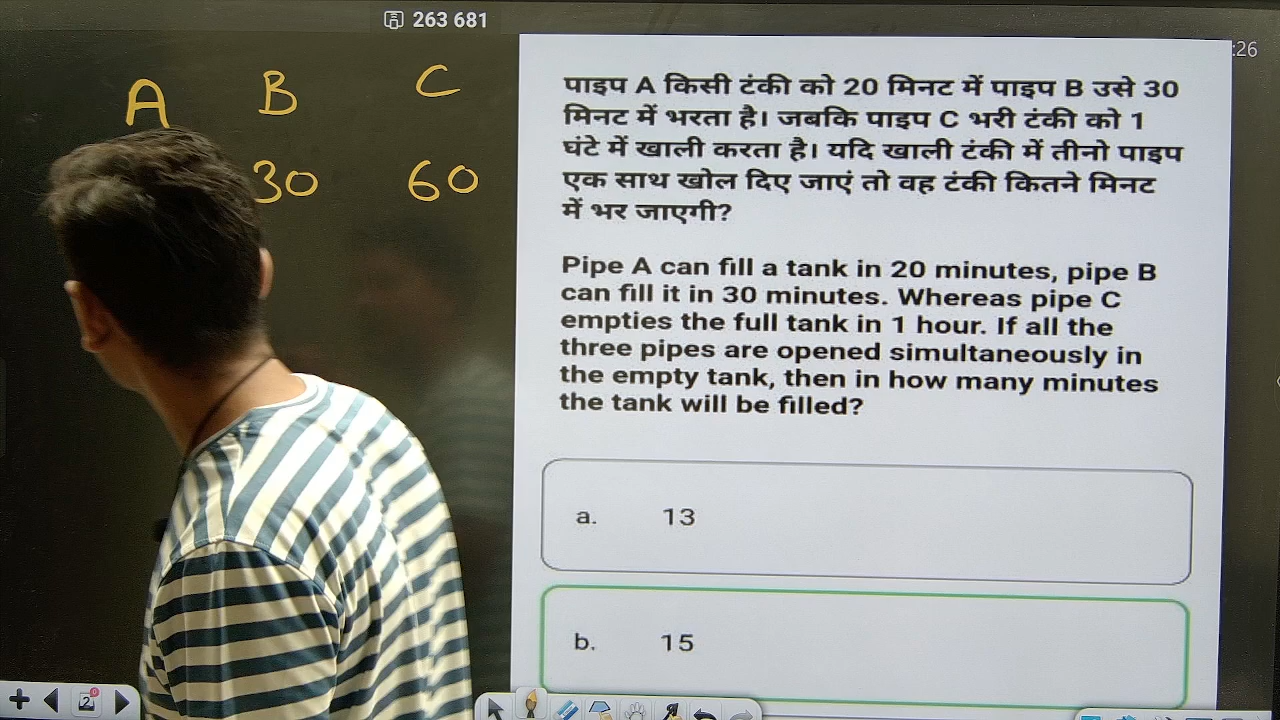 263 681
:26
A B C
30 60
पाइप A किसी टंकी को 20 मिनट में पाइप B उसे 30
मिनट में भरता है। जबकि पाइप C भरी टंकी को 1
घंटे में खाली करता है। यदि खाली टंकी में तीनो पाइप
एक साथ खोल दिए जाएं तो वह टंकी कितने मिनट
में भर जाएगी?
Pipe A can fill a tank in 20 minutes, pipe B
can fill it in 30 minutes. Whereas pipe C
empties the full tank in 1 hour. If all the
three pipes are opened simultaneously in
the empty tank, then in how many minutes
the tank will be filled?
a. 13
b. 15
2